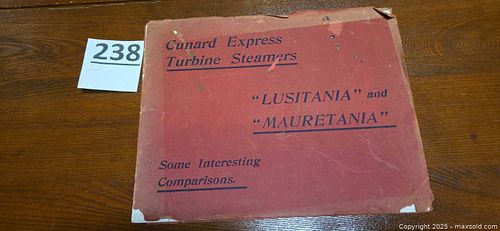 238
Cunard Express
Turbine Steamers
"LUSITANIA" and
"MAURETANIA"
Some Interesting
Comparisons.
Copyright 2025 - maxsold.com